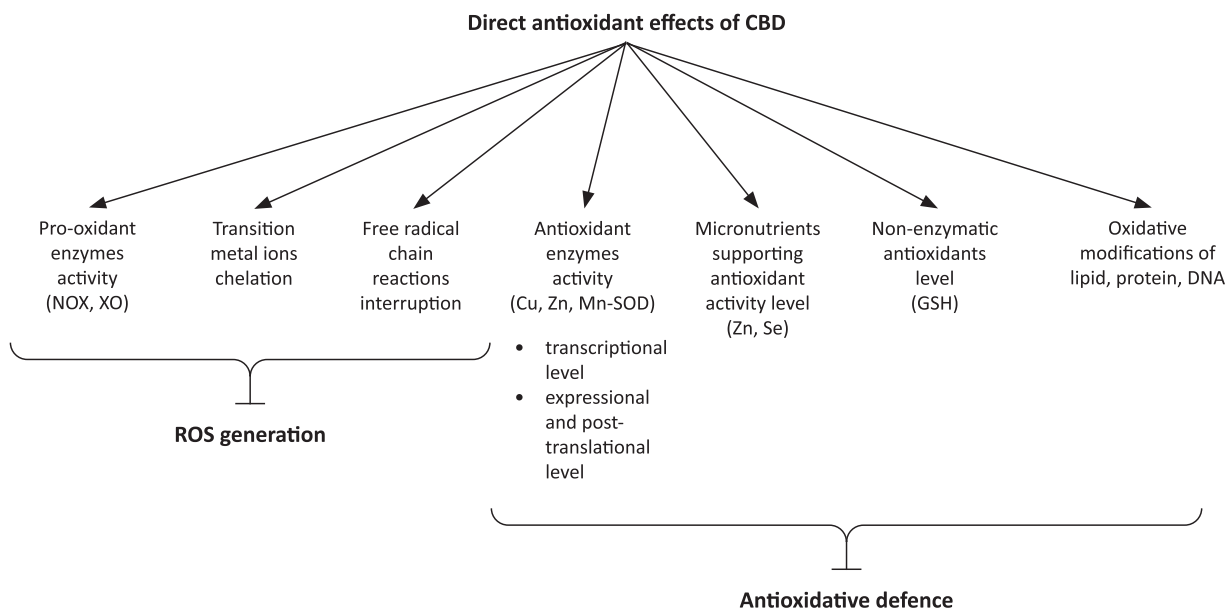 Direct antioxidant effects of CBD
Pro-oxidant
enzymes
activity
(NOX, XO)
Transition
metal ions
chelation
Free radical
chain
reactions
interruption
Antioxidant
enzymes
activity
(Cu, Zn, Mn-SOD)
• transcriptional
level
• expressional
and post-
translational
level
Micronutrients
supporting
antioxidant
activity level
(Zn, Se)
Non-enzymatic
antioxidants
level
(GSH)
Oxidative
modifications of
lipid, protein, DNA
ROS generation
Antioxidative defence